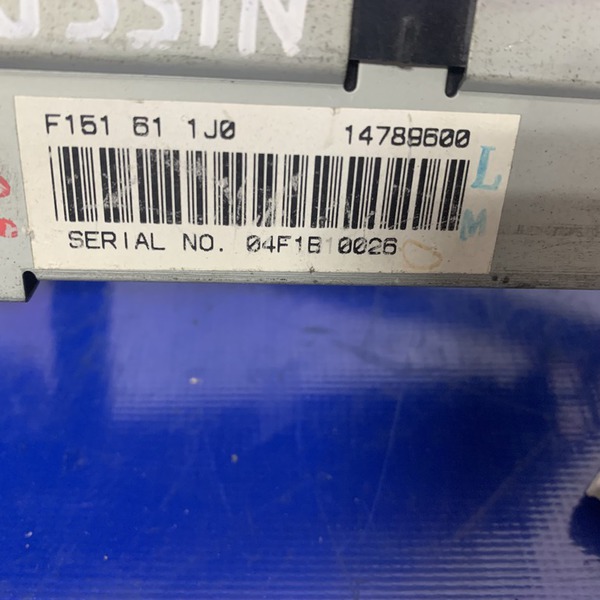 F151 61 1J0 14789600
L
M
SERIAL NO. 04F1B10026